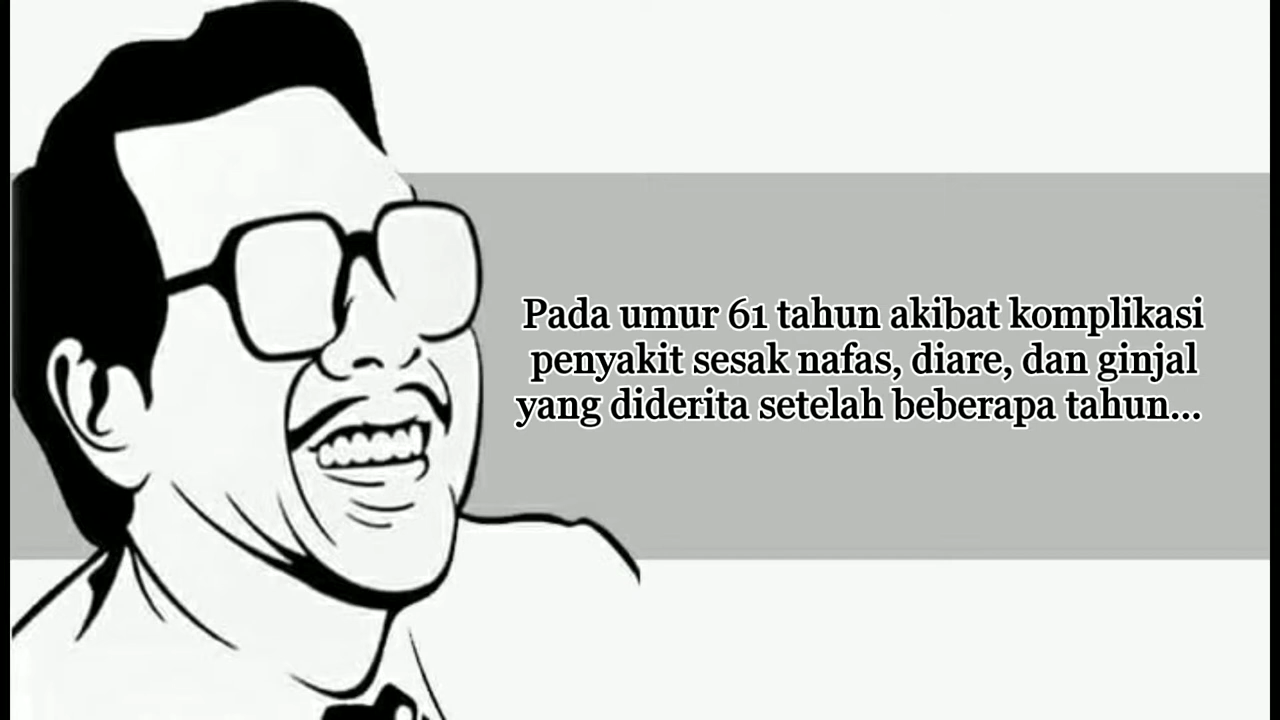 Pada umur 61 tahun akibat komplikasi
penyakit sesak nafas, diare, dan ginjal
yang diderita setelah beberapa tahun...